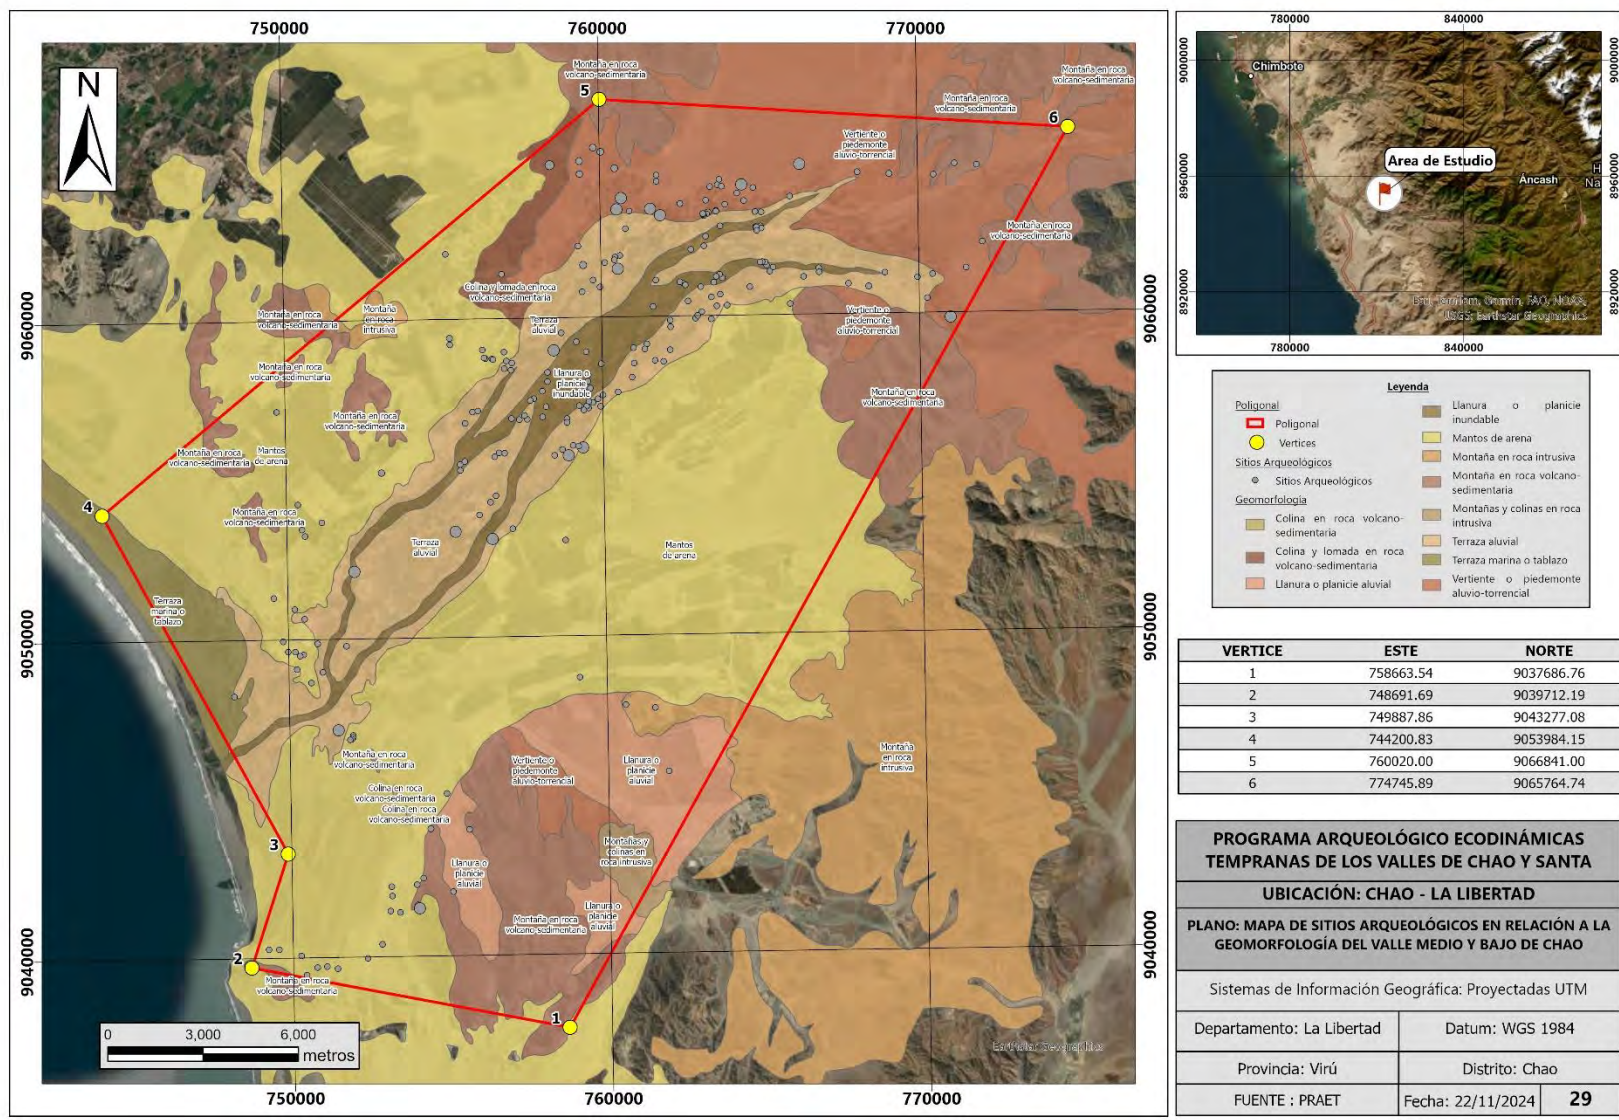 750000
760000
770000
N
9060000
9050000
9040000
9060000
9050000
9040000
Montaña en roca
volcano-sedimentaria
5
Montaña en roca
volcano-sedimentaria
Montaña en roca
volcano-sedimentaria
6
Vertiente o
piedemonte
aluvio-torrencial
Montaña en roca
volcano-sedimentaria
Colina y lomada en roca
volcano-sedimentaria
Montaña en roca
volcano-sedimentaria
Montaña
en roca
intrusiva
Terraza
aluvial
Vertiente o
piedemonte
aluvio-torrencial
Montaña en roca
volcano-sedimentaria
Llanura o
planicie
inundable
Montaña en roca
volcano-sedimentaria
Montaña en roca
volcano-sedimentaria
Montaña en roca
volcano-sedimentaria
Mantos
de arena
4
Montaña en roca
volcano-sedimentaria
Terraza
aluvial
Mantos
de arena
Terraza
marina o
tablazo
Montaña en roca
volcano-sedimentaria
Vertiente o
piedemonte
aluvio-torrencial
Llanura o
planicie
aluvial
Montaña
en roca
intrusiva
Colina en roca
volcano-sedimentaria
Colina en roca
volcano-sedimentaria
3
Montañas y
colinas en
roca intrusiva
Llanura o
planicie
aluvial
Llanura o
planicie
aluvial
Montaña en roca
volcano-sedimentaria
2
Montaña en roca
volcano-sedimentaria
1
0 3,000 6,000
metros
Earthstar Geographics
750000
760000
770000
780000
840000
9000000
8960000
8920000
9000000
8960000
8920000
Chimbote
Area de Estudio
Áncash
H
Na
Esri, TomTom, Garmin, FAO, NOAA,
USGS, Earthstar Geographics
780000
840000
Leyenda
Poligonal
Poligonal
Vertices
Sitios Arqueológicos
Sitios Arqueológicos
Geomorfología
Colina en roca volcano-
sedimentaria
Colina y lomada en roca
volcano-sedimentaria
Llanura o planicie aluvial
Llanura o planicie
inundable
Mantos de arena
Montaña en roca intrusiva
Montaña en roca volcano-
sedimentaria
Montañas y colinas en roca
intrusiva
Terraza aluvial
Terraza marina o tablazo
Vertiente o piedemonte
aluvio-torrencial
VERTICE ESTE NORTE
1 758663.54 9037686.76
2 748691.69 9039712.19
3 749887.86 9043277.08
4 744200.83 9053984.15
5 760020.00 9066841.00
6 774745.89 9065764.74
PROGRAMA ARQUEOLÓGICO ECODINÁMICAS
TEMPRANAS DE LOS VALLES DE CHAO Y SANTA
UBICACIÓN: CHAO - LA LIBERTAD
PLANO: MAPA DE SITIOS ARQUEOLÓGICOS EN RELACIÓN A LA
GEOMORFOLOGÍA DEL VALLE MEDIO Y BAJO DE CHAO
Sistemas de Información Geográfica: Proyectadas UTM
Departamento: La Libertad Datum: WGS 1984
Provincia: Virú Distrito: Chao
FUENTE : PRAET Fecha: 22/11/2024 29